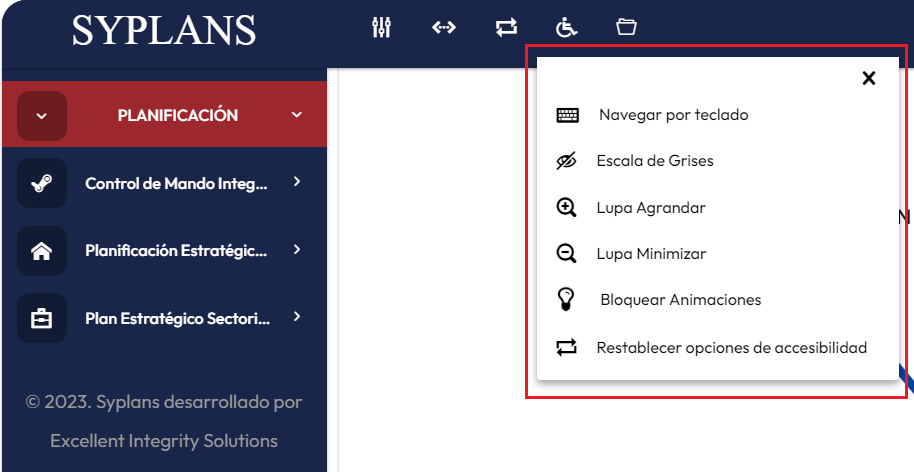 SYPLANS
PLANIFICACIÓN
Control de Mando Integ...
Planificación Estratégic...
Plan Estratégico Sectori...
© 2023. Syplans desarrollado por
Excellent Integrity Solutions
Navegar por teclado
Escala de Grises
Lupa Agrandar
Lupa Minimizar
Bloquear Animaciones
Restablecer opciones de accesibilidad
N